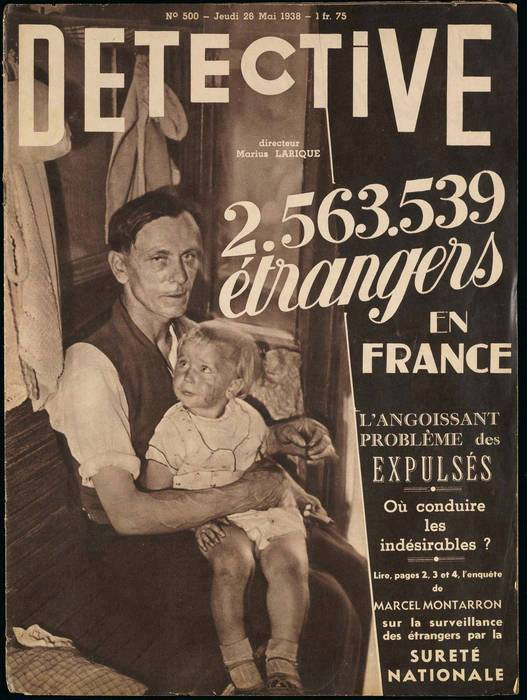 Nº 500 – Jeudi 26 Mai 1938 – 1 fr. 75
DETECTIVE
directeur
Marius LARIQUE
2.563.539
étrangers
EN
FRANCE
L'ANGOISSANT
PROBLÈME des
EXPULSÉS
Où conduire
les
indésirables ?
Lire, pages 2, 3 et 4, l'enquête
de
MARCEL MONTARRON
sur la surveillance
des étrangers par la
SURETÉ
NATIONALE